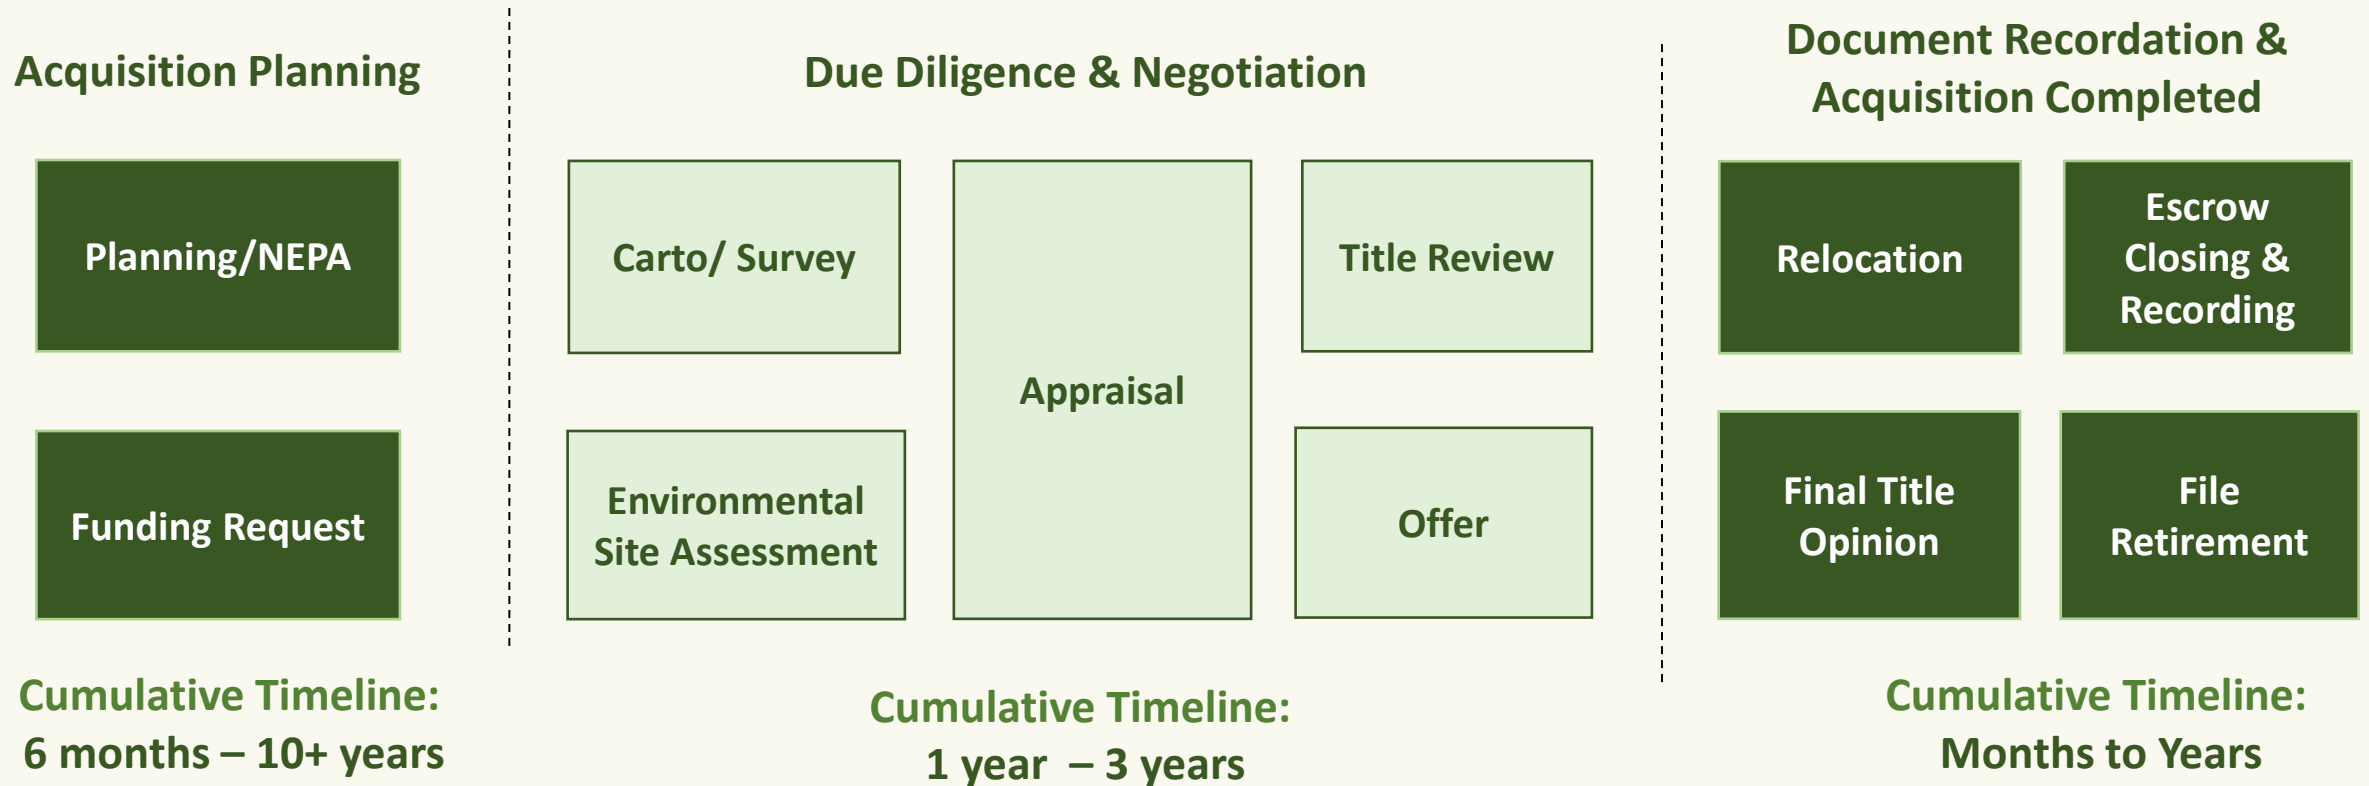 Acquisition Planning
Planning/NEPA
Funding Request
Cumulative Timeline:
6 months – 10+ years
Due Diligence & Negotiation
Carto/ Survey
Environmental
Site Assessment
Appraisal
Title Review
Offer
Cumulative Timeline:
1 year – 3 years
Document Recordation &
Acquisition Completed
Relocation
Escrow
Closing &
Recording
Final Title
Opinion
File
Retirement
Cumulative Timeline:
Months to Years